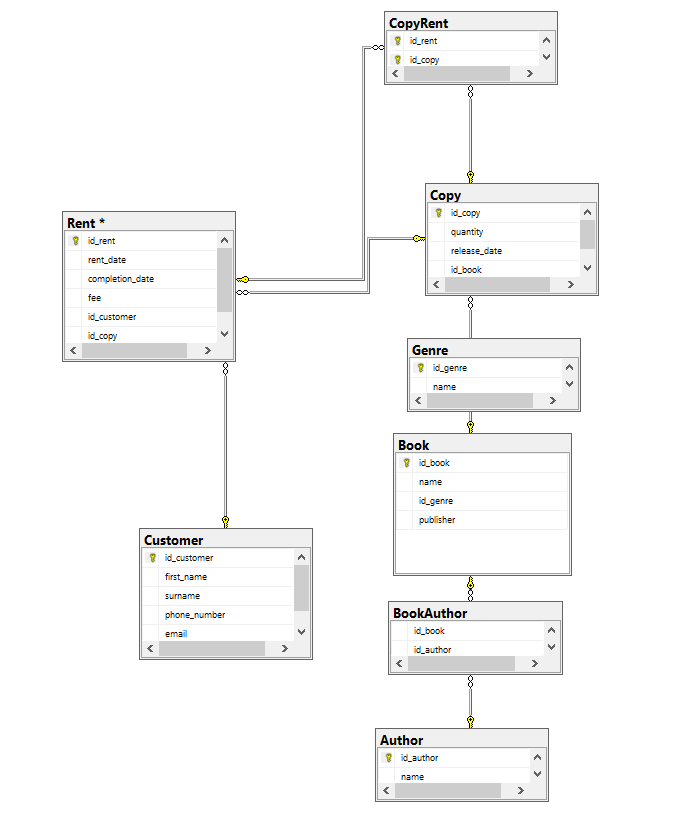 CopyRent
id_rent
id_copy
Copy
id_copy
quantity
release_date
id_book
Rent *
id_rent
rent_date
completion_date
fee
id_customer
id_copy
Genre
id_genre
name
Book
id_book
name
id_genre
publisher
Customer
id_customer
first_name
surname
phone_number
email
BookAuthor
id_book
id_author
Author
id_author
name